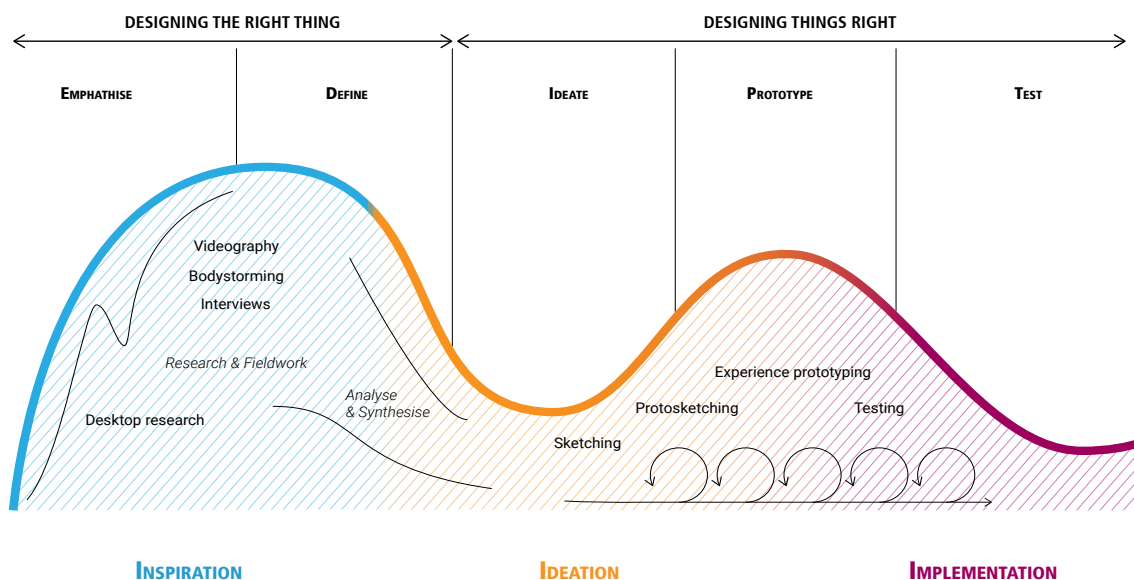 DESIGNING THE RIGHT THING
DESIGNING THINGS RIGHT
EMPHATHISE
DEFINE
IDEATE
PROTOTYPE
TEST
Videography
Bodystorming
Interviews
Research & Fieldwork
Desktop research
Analyse
& Synthesise
Sketching
Protosketching
Experience prototyping
Testing
INSPIRATION
IDEATION
IMPLEMENTATION